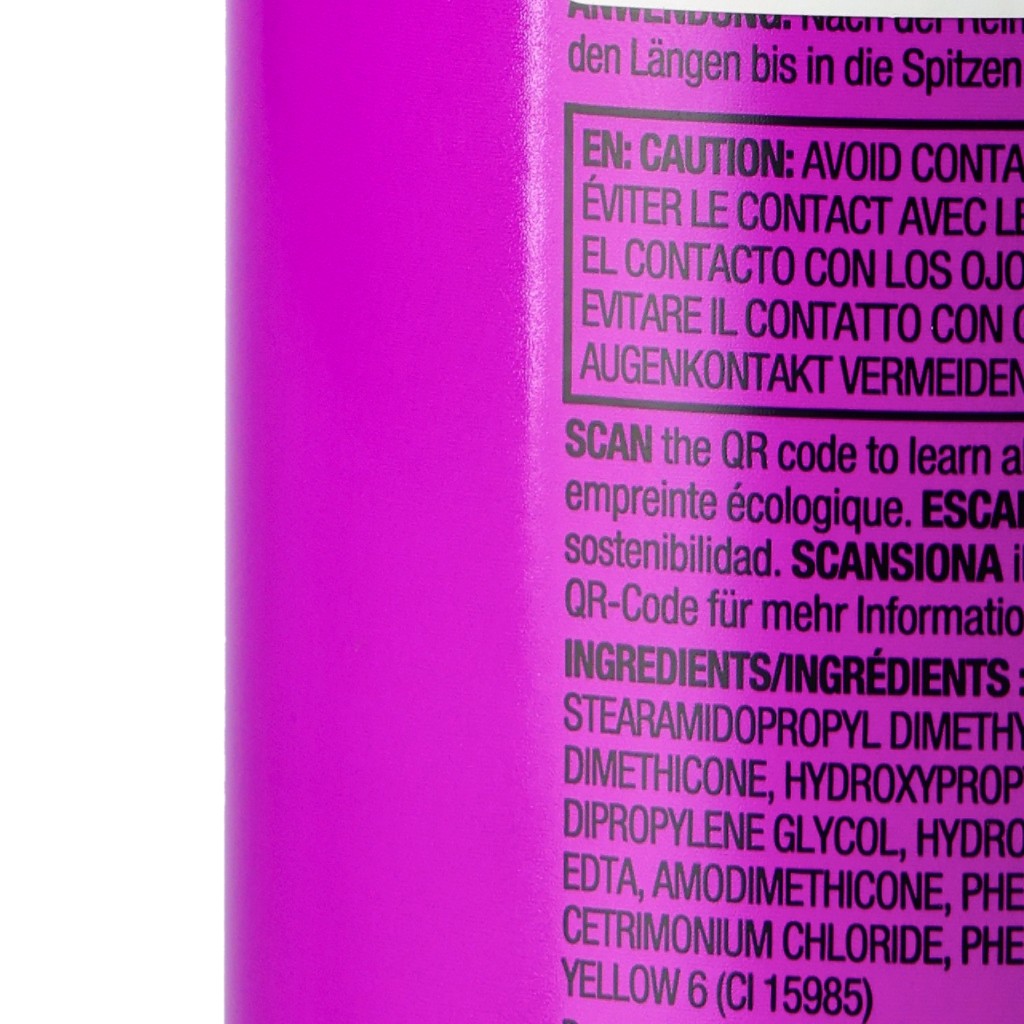 ANWENDUNG: Nach der
den Längen bis in die Spitzen
EN: CAUTION: AVOID CONTA
ÉVITER LE CONTACT AVEC LE
EL CONTACTO CON LOS OJO
EVITARE IL CONTATTO CON
AUGENKONTAKT VERMEIDEN
SCAN the QR code to learn
empreinte écologique. ESCA
sostenibilidad. SCANSIONA
QR-Code für mehr Informatio
INGREDIENTS/INGRÉDIENTS :
STEARAMIDOPROPYL DIMETHY
DIMETHICONE, HYDROXYPROP
DIPROPYLENE GLYCOL, HYDRO
EDTA, AMODIMETHICONE, PHE
CETRIMONIUM CHLORIDE, PHE
YELLOW 6 (CI 15985)